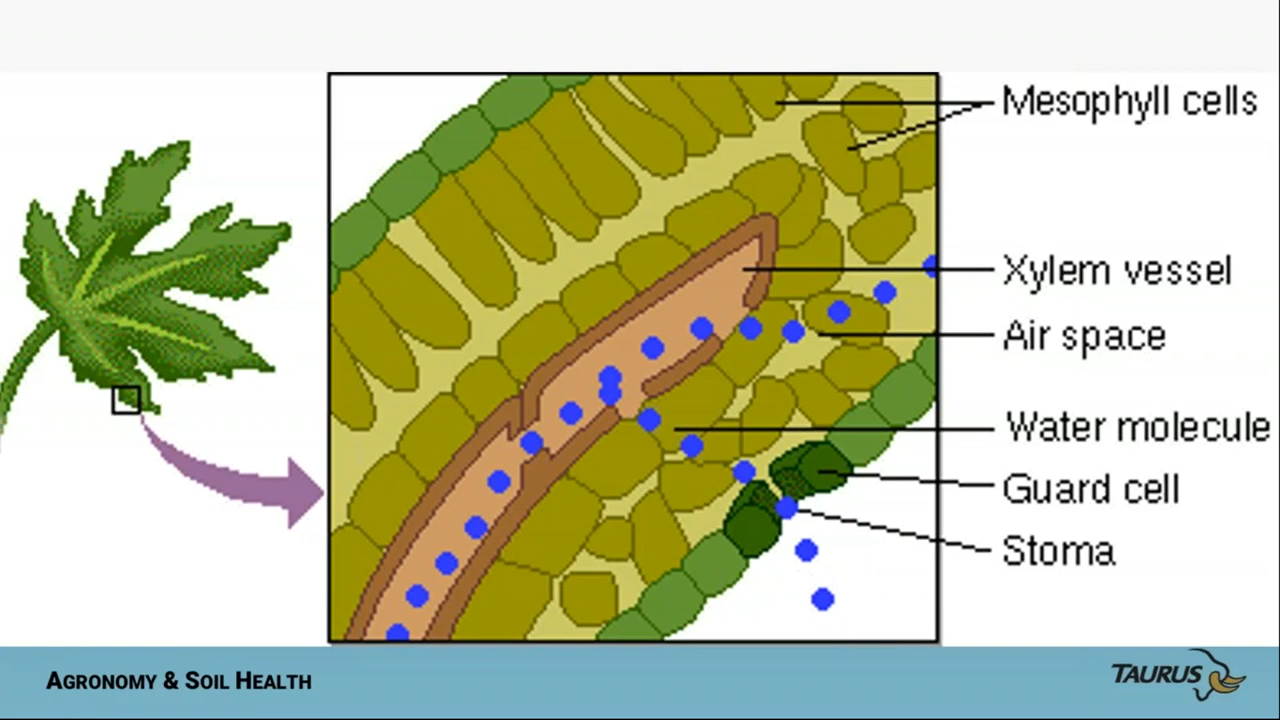 Mesophyll cells
Xylem vessel
Air space
Water molecule
Guard cell
Stoma
AGRONOMY & SOIL HEALTH
TAURUS